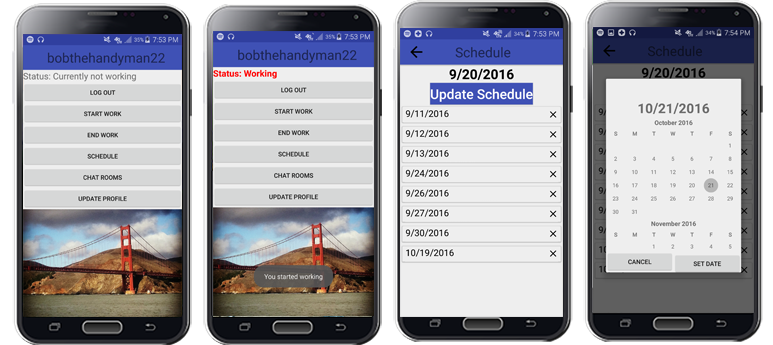 35% 7:53 PM
bobthehandyman22
Status: Currently not working
LOG OUT
START WORK
END WORK
SCHEDULE
CHAT ROOMS
UPDATE PROFILE
35% 7:53 PM
bobthehandyman22
Status: Working
LOG OUT
START WORK
END WORK
SCHEDULE
CHAT ROOMS
UPDATE PROFILE
You started working
34% 7:53 PM
Schedule
9/20/2016
Update Schedule
9/11/2016 ×
9/12/2016 ×
9/13/2016 ×
9/24/2016 ×
9/26/2016 ×
9/27/2016 ×
9/30/2016 ×
10/19/2016 ×
34% 7:54 PM
Schedule
9/20/2016
10/21/2016
October 2016
S M T W T F S
1
2 3 4 5 6 7 8
9 10 11 12 13 14 15
16 17 18 19 20 21 22
23 24 25 26 27 28 29
30 31
November 2016
S M T W T F S
1 2 3 4 5
CANCEL SET DATE